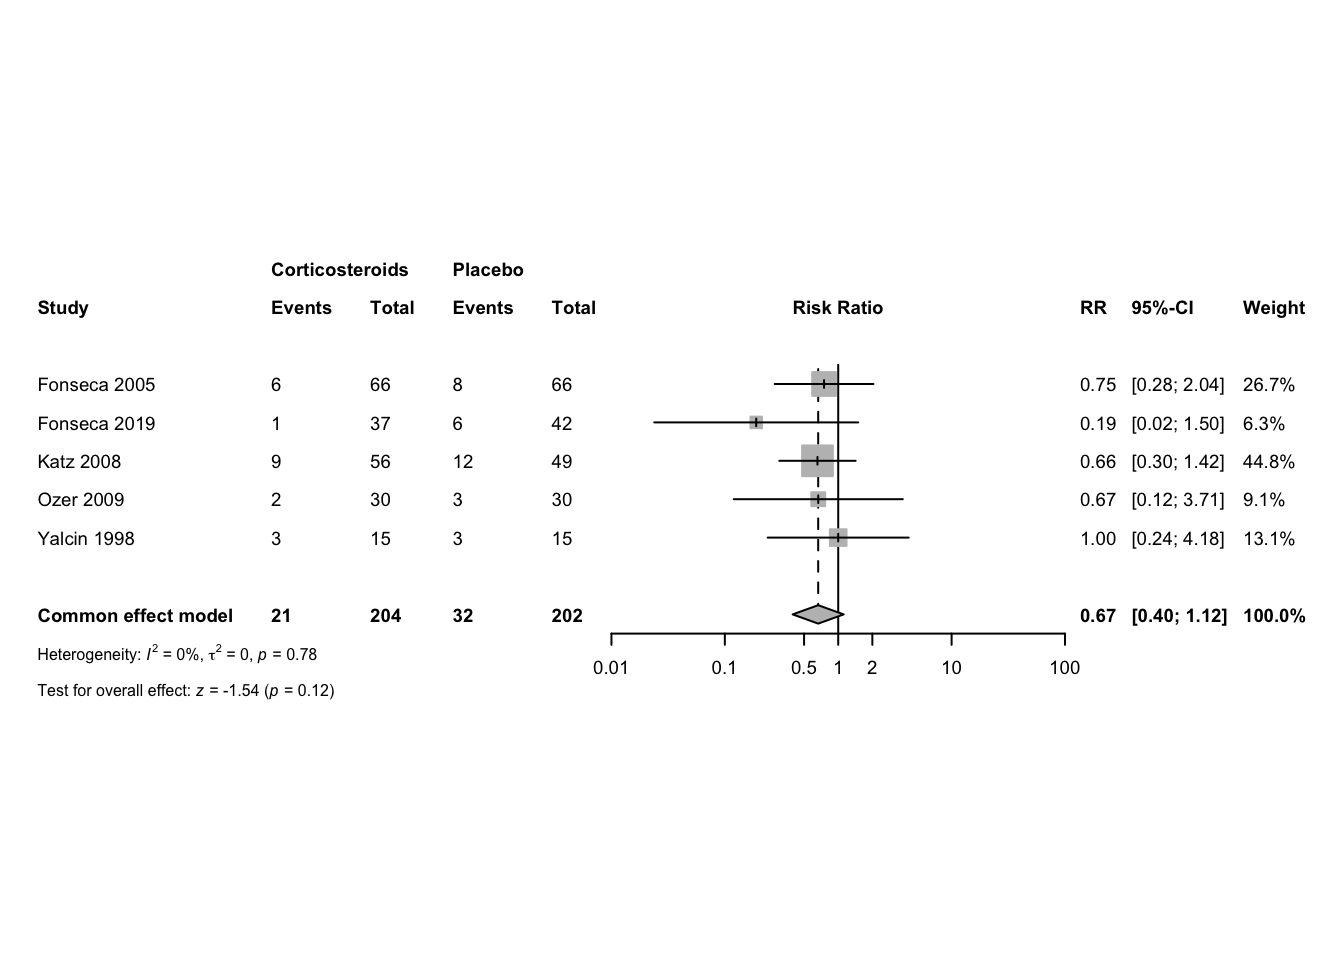 Corticosteroids Placebo
Study Events Total Events Total Risk Ratio RR 95%-CI Weight
Fonseca 2005 6 66 8 66 0.75 [0.28; 2.04] 26.7%
Fonseca 2019 1 37 6 42 0.19 [0.02; 1.50] 6.3%
Katz 2008 9 56 12 49 0.66 [0.30; 1.42] 44.8%
Ozer 2009 2 30 3 30 0.67 [0.12; 3.71] 9.1%
Yalcin 1998 3 15 3 15 1.00 [0.24; 4.18] 13.1%
Common effect model 21 204 32 202 0.67 [0.40; 1.12] 100.0%
Heterogeneity: I² = 0%, τ² = 0, p = 0.78
0.01 0.1 0.5 1 2 10 100
Test for overall effect: z = -1.54 (p = 0.12)